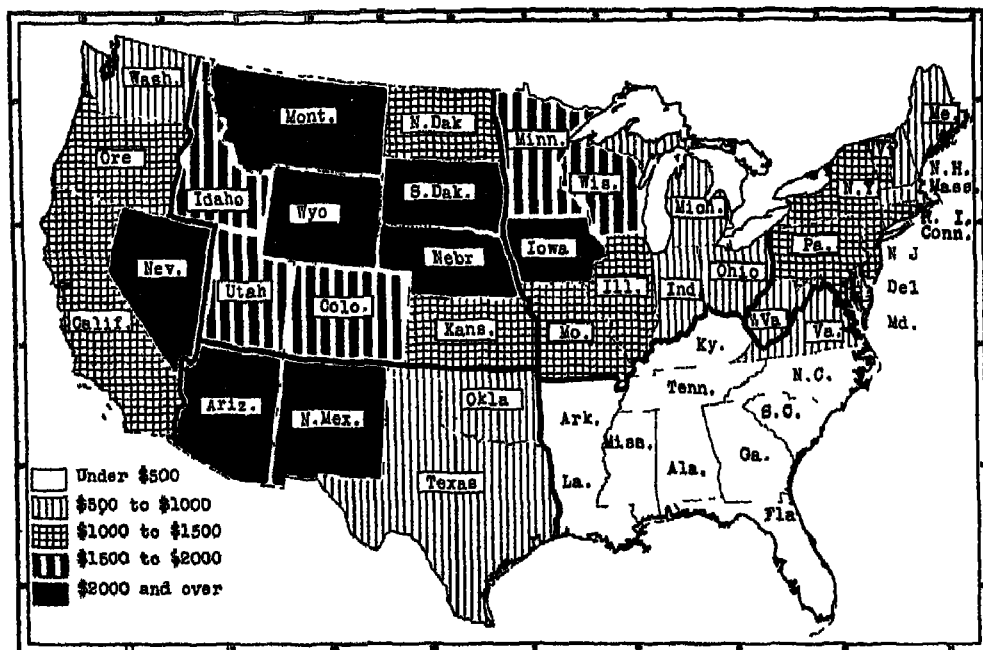 Wash.
Mont.
N.Dak
Minn.
Me.
Ore
Idaho
S.Dak.
Wis.
N.H.
Mass.
Wyo
Mich.
N.Y
R. I.
Conn.
Nev.
Nebr
Iowa
Pa.
N J
Utah
Colo.
Ill.
Ind
Ohio
Del
Calif.
Kans.
Mo.
WVa
Va.
Md.
Ky.
Ariz.
N.Mex.
Okla
Tenn.
N.C.
Ark.
S.C.
Miss.
Ga.
Texas
La.
Ala.
Fla
Under $500
$500 to $1000
$1000 to $1500
$1500 to $2000
$2000 and over